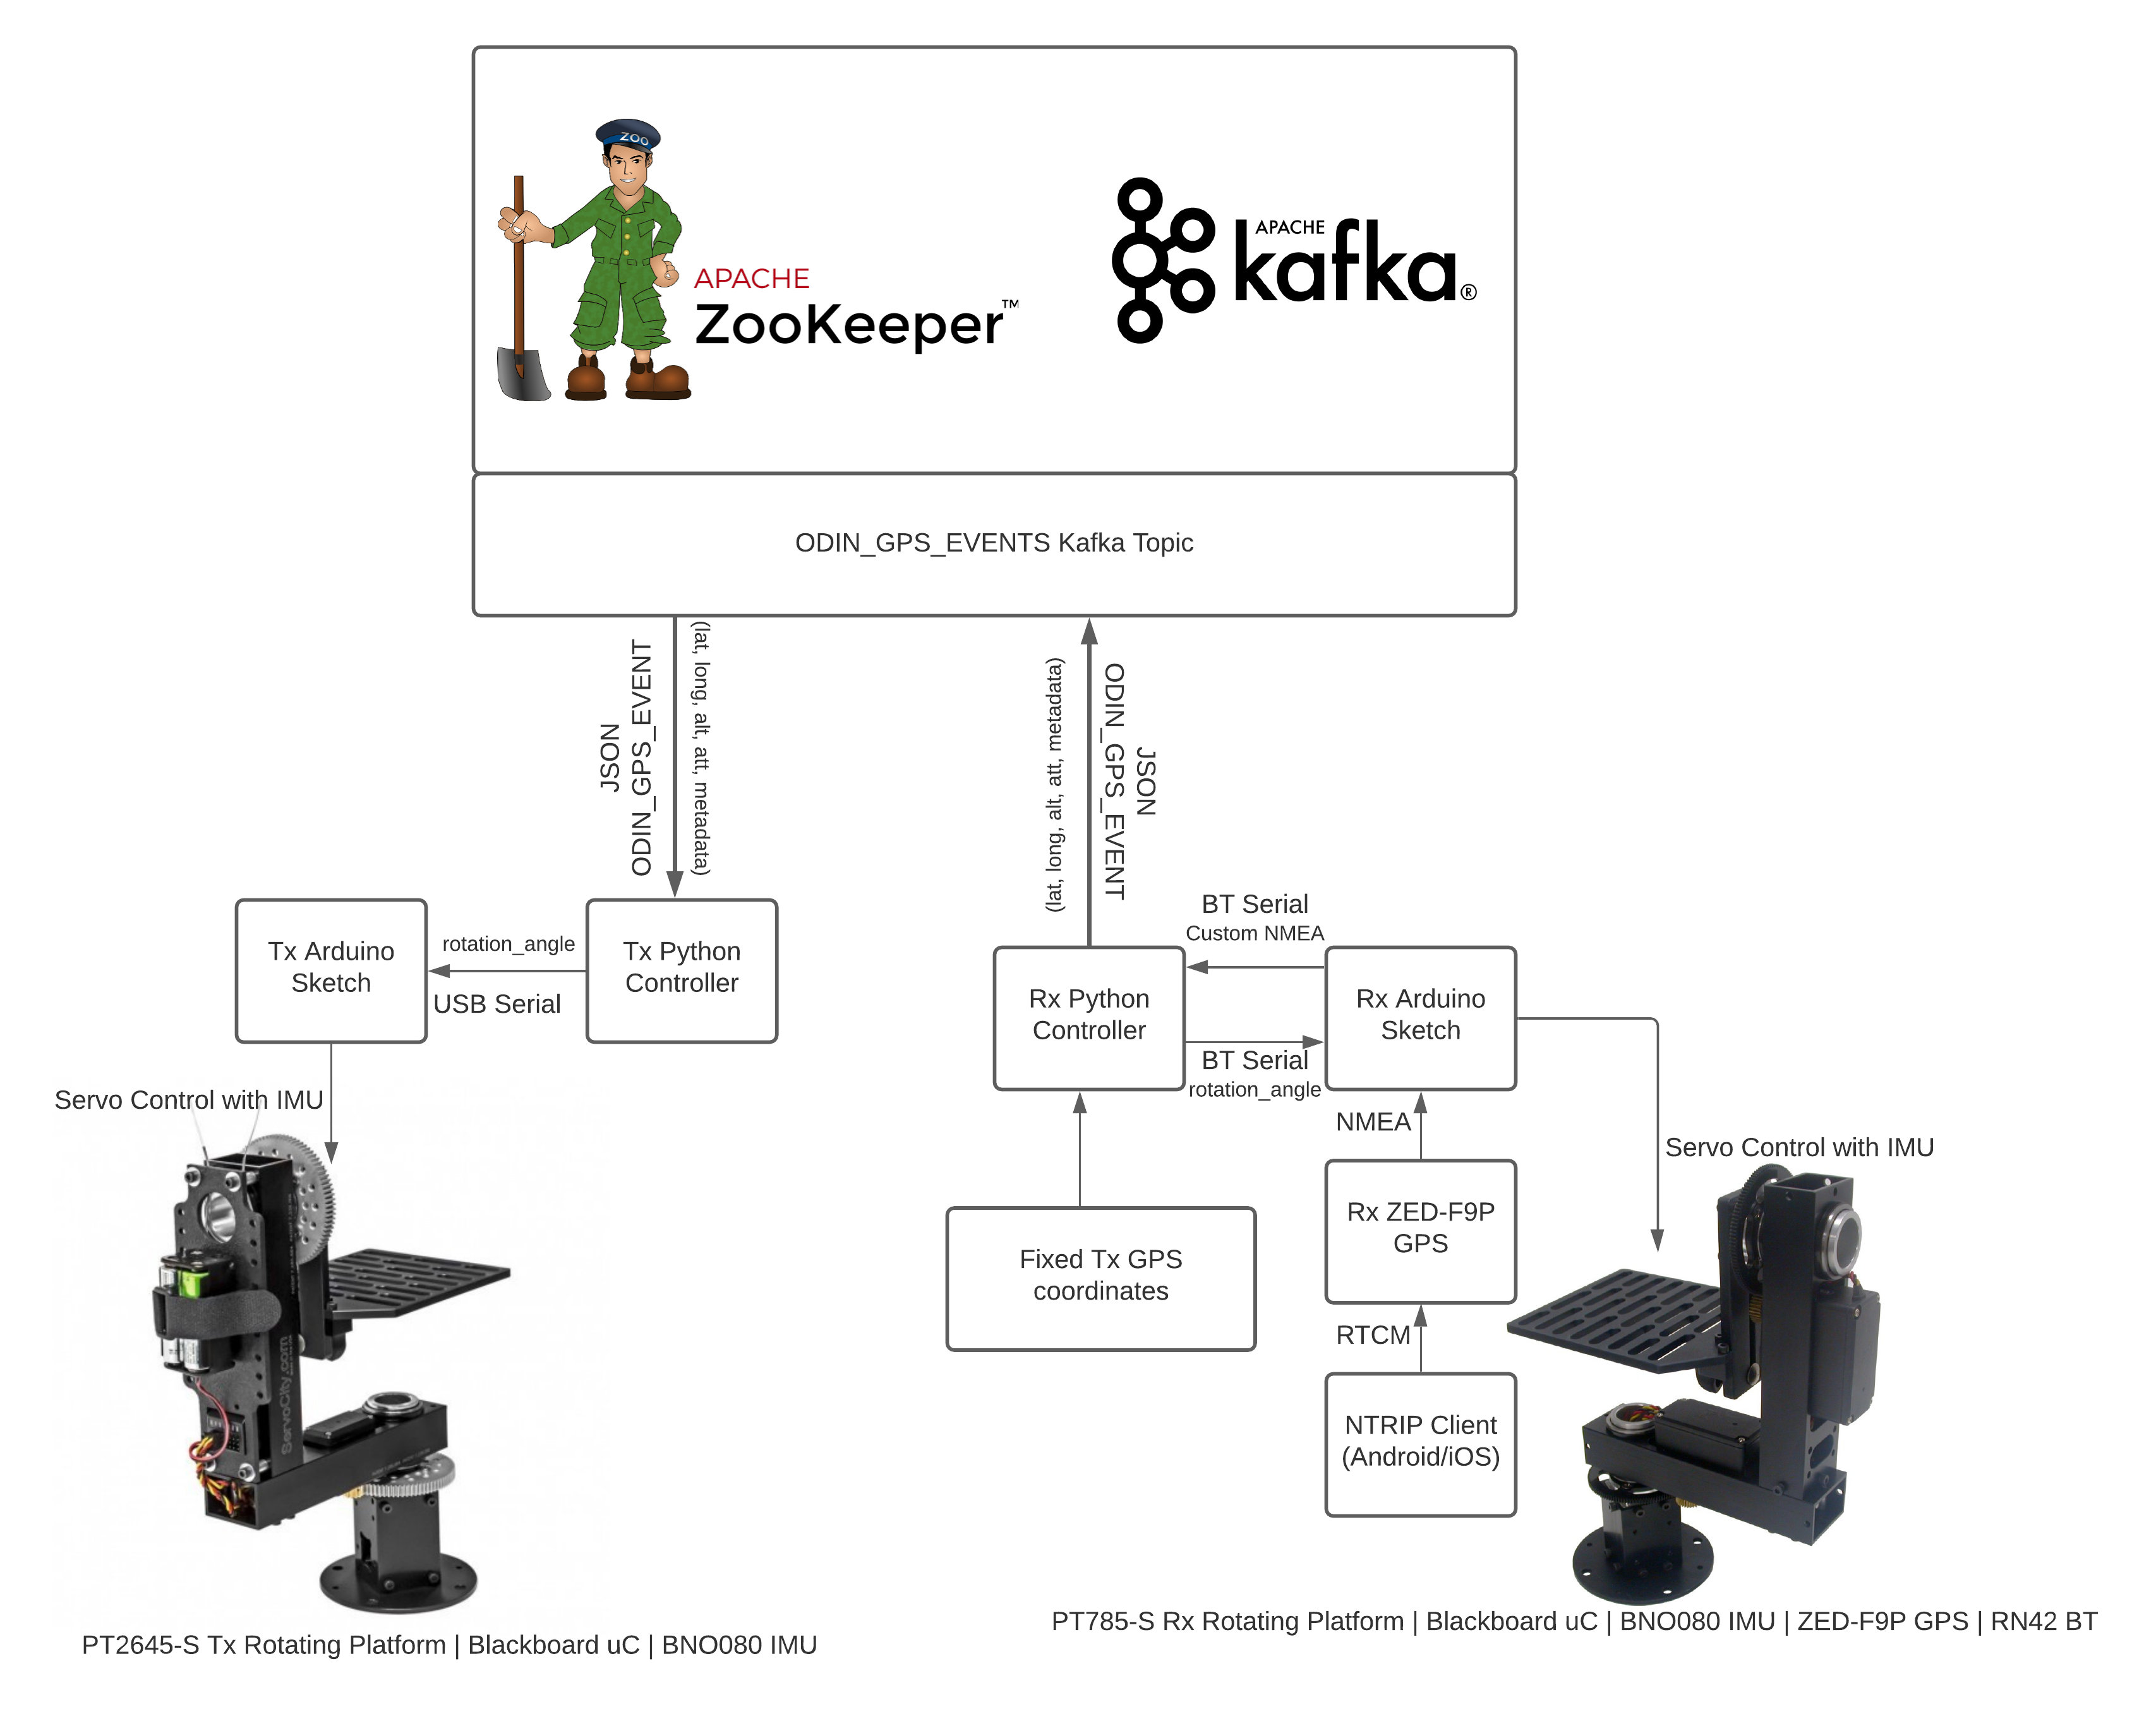 ZOO
APACHE
ZooKeeper™
APACHE
kafka®
ODIN_GPS_EVENTS Kafka Topic
JSON
ODIN_GPS_EVENT
(lat, long, alt, att, metadata)
(lat, long, alt, att, metadata)
ODIN_GPS_EVENT
JSON
Tx Arduino
Sketch
rotation_angle
USB Serial
Tx Python
Controller
Servo Control with IMU
BT Serial
Custom NMEA
Rx Python
Controller
Rx Arduino
Sketch
BT Serial
rotation_angle
NMEA
Servo Control with IMU
Fixed Tx GPS
coordinates
Rx ZED-F9P
GPS
RTCM
NTRIP Client
(Android/iOS)
ServoCity.com
PT2645-S Tx Rotating Platform | Blackboard uC | BNO080 IMU
PT785-S Rx Rotating Platform | Blackboard uC | BNO080 IMU | ZED-F9P GPS | RN42 BT